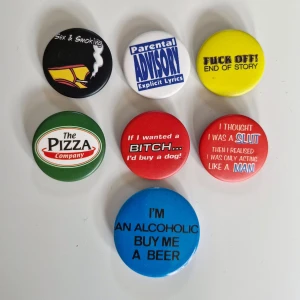 Sex & Smoking
Parental
ADVISORY
Explicit Lyrics
FUCK OFF!
END OF STORY
The
PIZZA
Company
If I wanted a
BITCH...
I'd buy a dog!
I THOUGHT
I WAS A SLUT
THEN I REALISED
I WAS ONLY ACTING
LIKE A MAN
I'M
AN ALCOHOLIC
BUY ME
A BEER